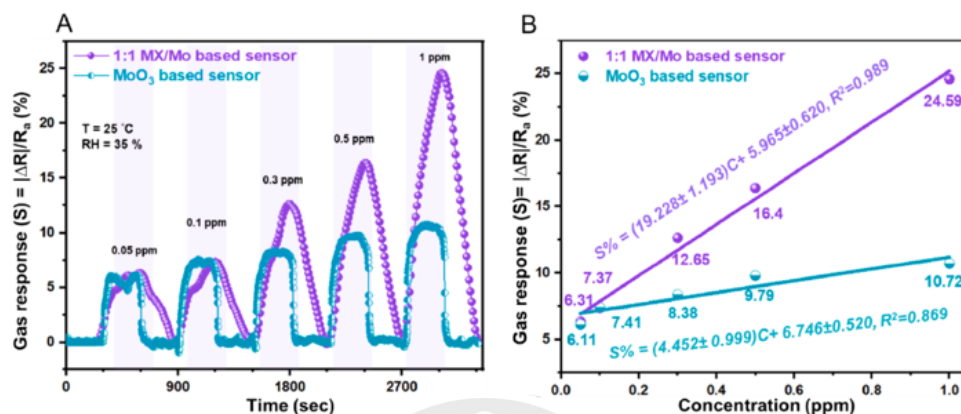 A
1:1 MX/Mo based sensor
MoO₃ based sensor
T = 25 °C
RH = 35 %
0.05 ppm
0.1 ppm
0.3 ppm
0.5 ppm
1 ppm
Gas response (S) = |ΔR|/Rₐ (%)
25
20
15
10
5
0
0
900
1800
2700
Time (sec)
B
1:1 MX/Mo based sensor
MoO₃ based sensor
S% = (19.228± 1.193)C+ 5.965±0.620, R²=0.989
24.59
16.4
12.65
7.37
6.31
6.11
7.41
8.38
9.79
10.72
S% = (4.452± 0.999)C+ 6.746±0.520, R²=0.869
Gas response (S)= |ΔR|/Rₐ (%)
25
20
15
10
5
0.0
0.2
0.4
0.6
0.8
1.0
Concentration (ppm)